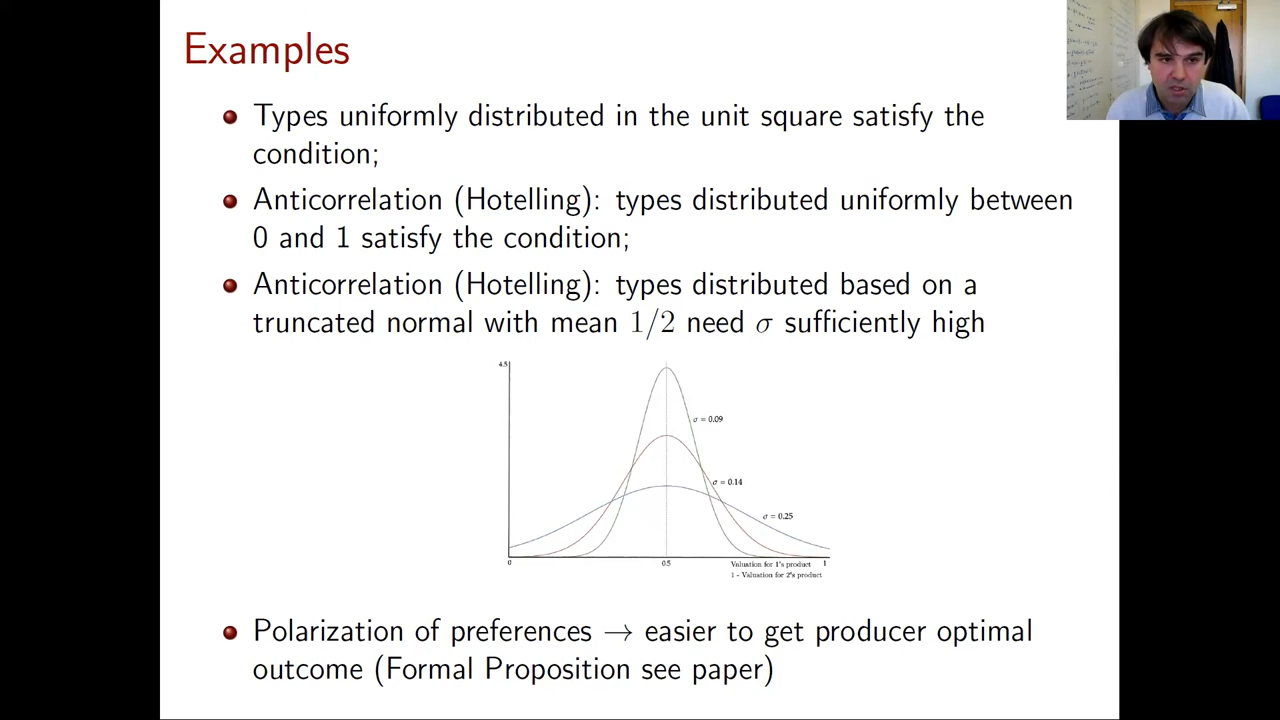 Examples
Types uniformly distributed in the unit square satisfy the
condition;
Anticorrelation (Hotelling): types distributed uniformly between
0 and 1 satisfy the condition;
Anticorrelation (Hotelling): types distributed based on a
truncated normal with mean 1/2 need σ sufficiently high
4.5
σ = 0.09
σ = 0.14
σ = 0.25
0
0.5
Valuation for 1's product
1
1 - Valuation for 2's product
Polarization of preferences → easier to get producer optimal
outcome (Formal Proposition see paper)